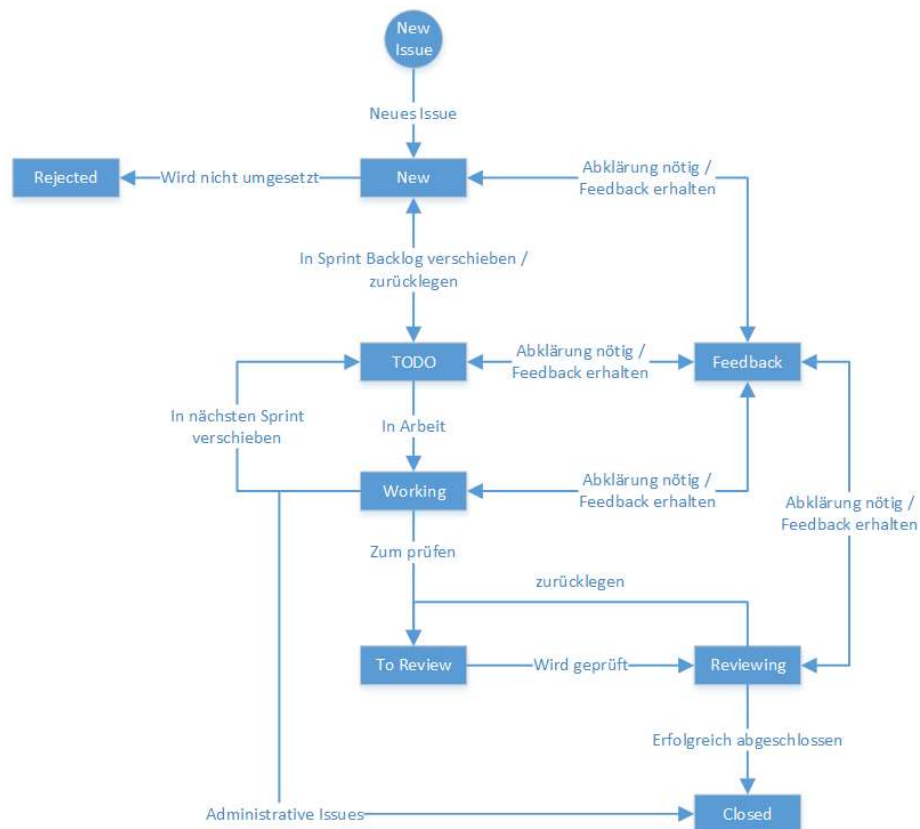 New
Issue
Neues Issue
Rejected
Wird nicht umgesetzt
New
Abklärung nötig /
Feedback erhalten
In Sprint Backlog verschieben /
zurücklegen
TODO
Abklärung nötig /
Feedback erhalten
Feedback
In nächsten Sprint
verschieben
In Arbeit
Working
Abklärung nötig /
Feedback erhalten
Abklärung nötig /
Feedback erhalten
Zum prüfen
zurücklegen
To Review
Wird geprüft
Reviewing
Erfolgreich abgeschlossen
Administrative Issues
Closed